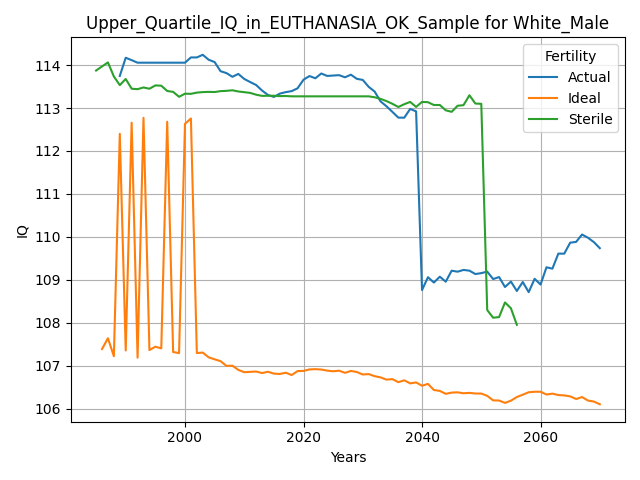 Upper_Quartile_IQ_in_EUTHANASIA_OK_Sample for White_Male
Fertility
Actual
Ideal
Sterile
114
113
112
111
110
109
108
107
106
IQ
2000
2020
2040
2060
Years